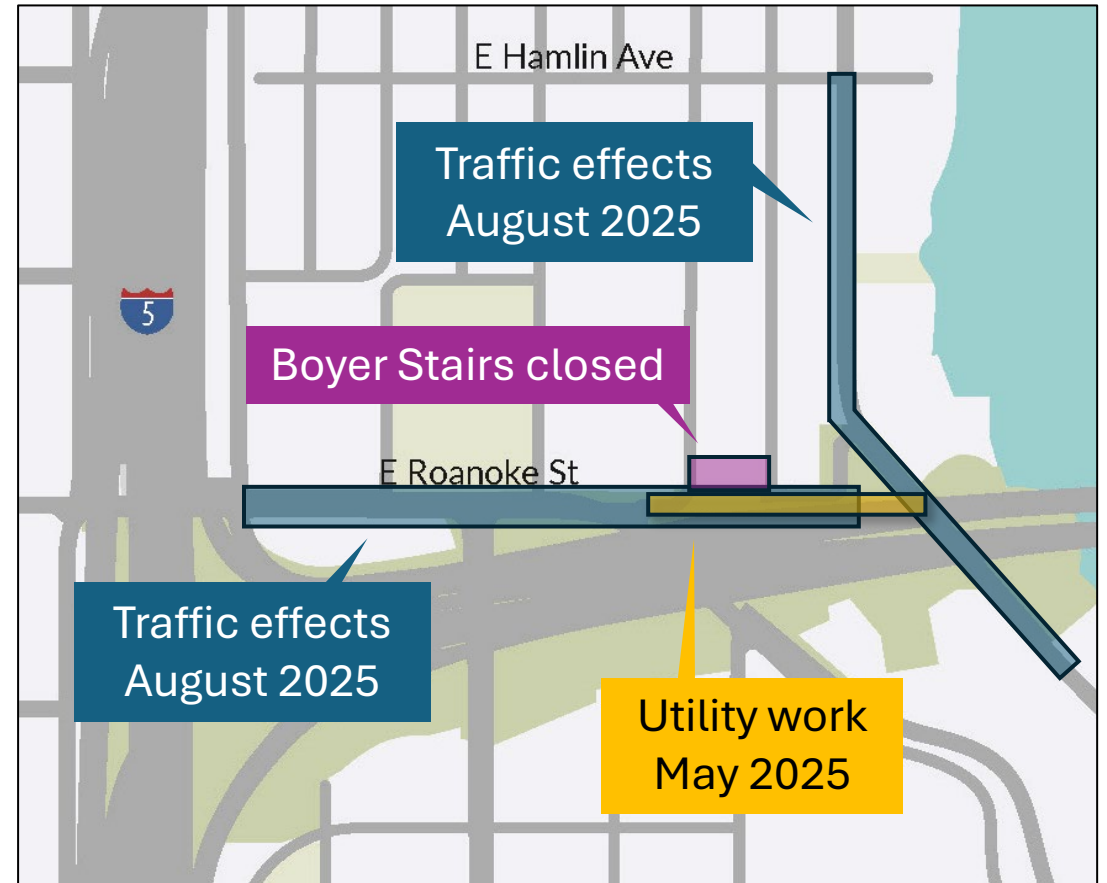 E Hamlin Ave
Traffic effects
August 2025
5
Boyer Stairs closed
E Roanoke St
Traffic effects
August 2025
Utility work
May 2025